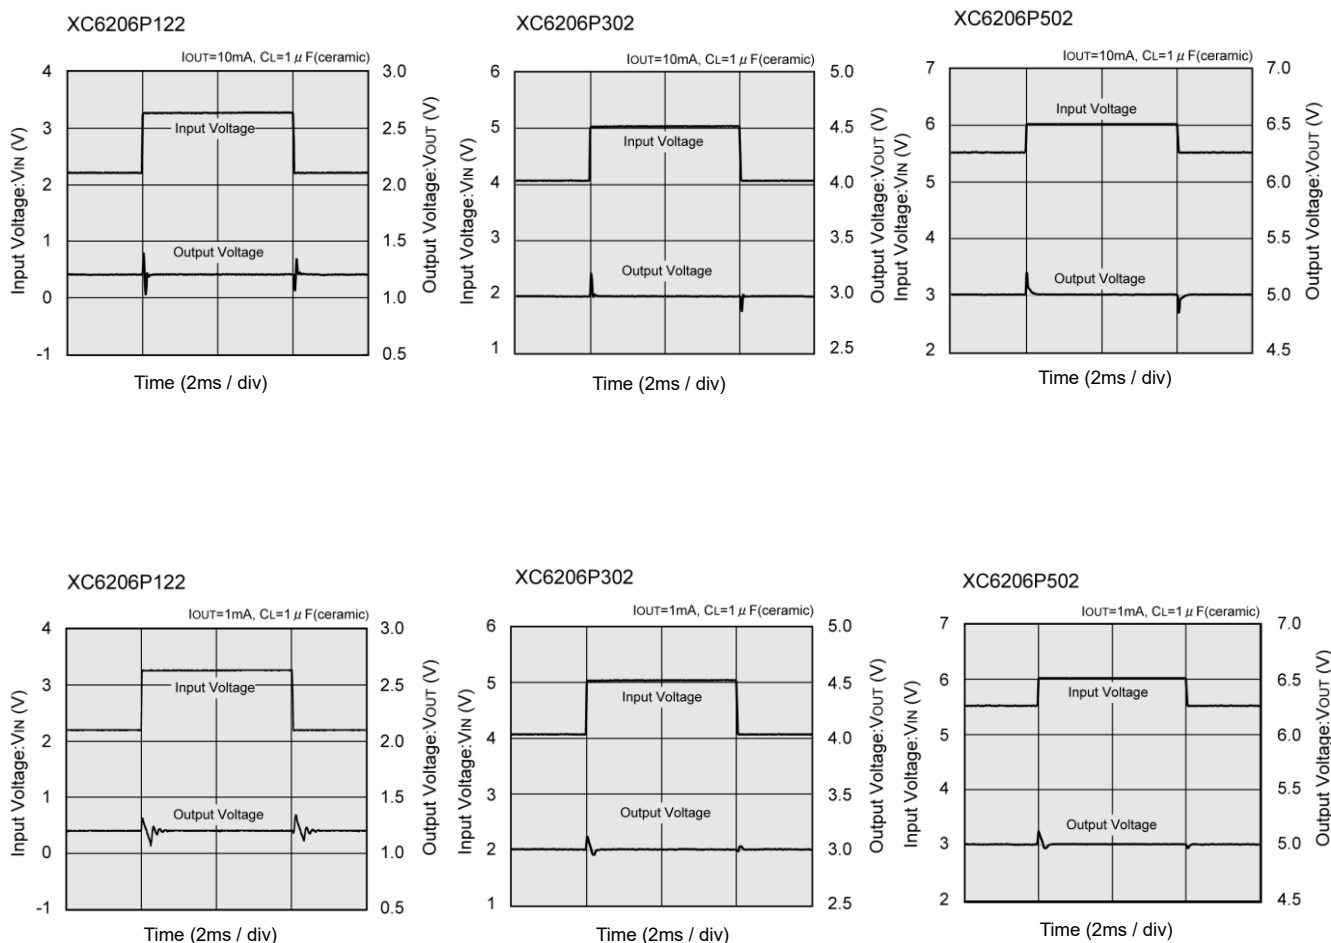 XC6206P122
IOUT=10mA, CL=1 μ F(ceramic)
Input Voltage:VIN (V)
4
3
2
1
0
-1
Input Voltage
Output Voltage
3.0
2.5
2.0
1.5
1.0
0.5
Output Voltage:VOUT (V)
Time (2ms / div)
XC6206P302
IOUT=10mA, CL=1 μ F(ceramic)
Input Voltage:VIN (V)
6
5
4
3
2
1
Input Voltage
Output Voltage
5.0
4.5
4.0
3.5
3.0
2.5
Output Voltage:VOUT (V)
Time (2ms / div)
XC6206P502
IOUT=10mA, CL=1 μ F(ceramic)
Input Voltage:VIN (V)
7
6
5
4
3
2
Input Voltage
Output Voltage
7.0
6.5
6.0
5.5
5.0
4.5
Output Voltage:VOUT (V)
Time (2ms / div)
XC6206P122
IOUT=1mA, CL=1 μ F(ceramic)
Input Voltage:VIN (V)
4
3
2
1
0
-1
Input Voltage
Output Voltage
3.0
2.5
2.0
1.5
1.0
0.5
Output Voltage:VOUT (V)
Time (2ms / div)
XC6206P302
IOUT=1mA, CL=1 μ F(ceramic)
Input Voltage:VIN (V)
6
5
4
3
2
1
Input Voltage
Output Voltage
5.0
4.5
4.0
3.5
3.0
2.5
Output Voltage:VOUT (V)
Time (2ms / div)
XC6206P502
IOUT=1mA, CL=1 μ F(ceramic)
Input Voltage:VIN (V)
7
6
5
4
3
2
Input Voltage
Output Voltage
7.0
6.5
6.0
5.5
5.0
4.5
Output Voltage:VOUT (V)
Time (2ms / div)